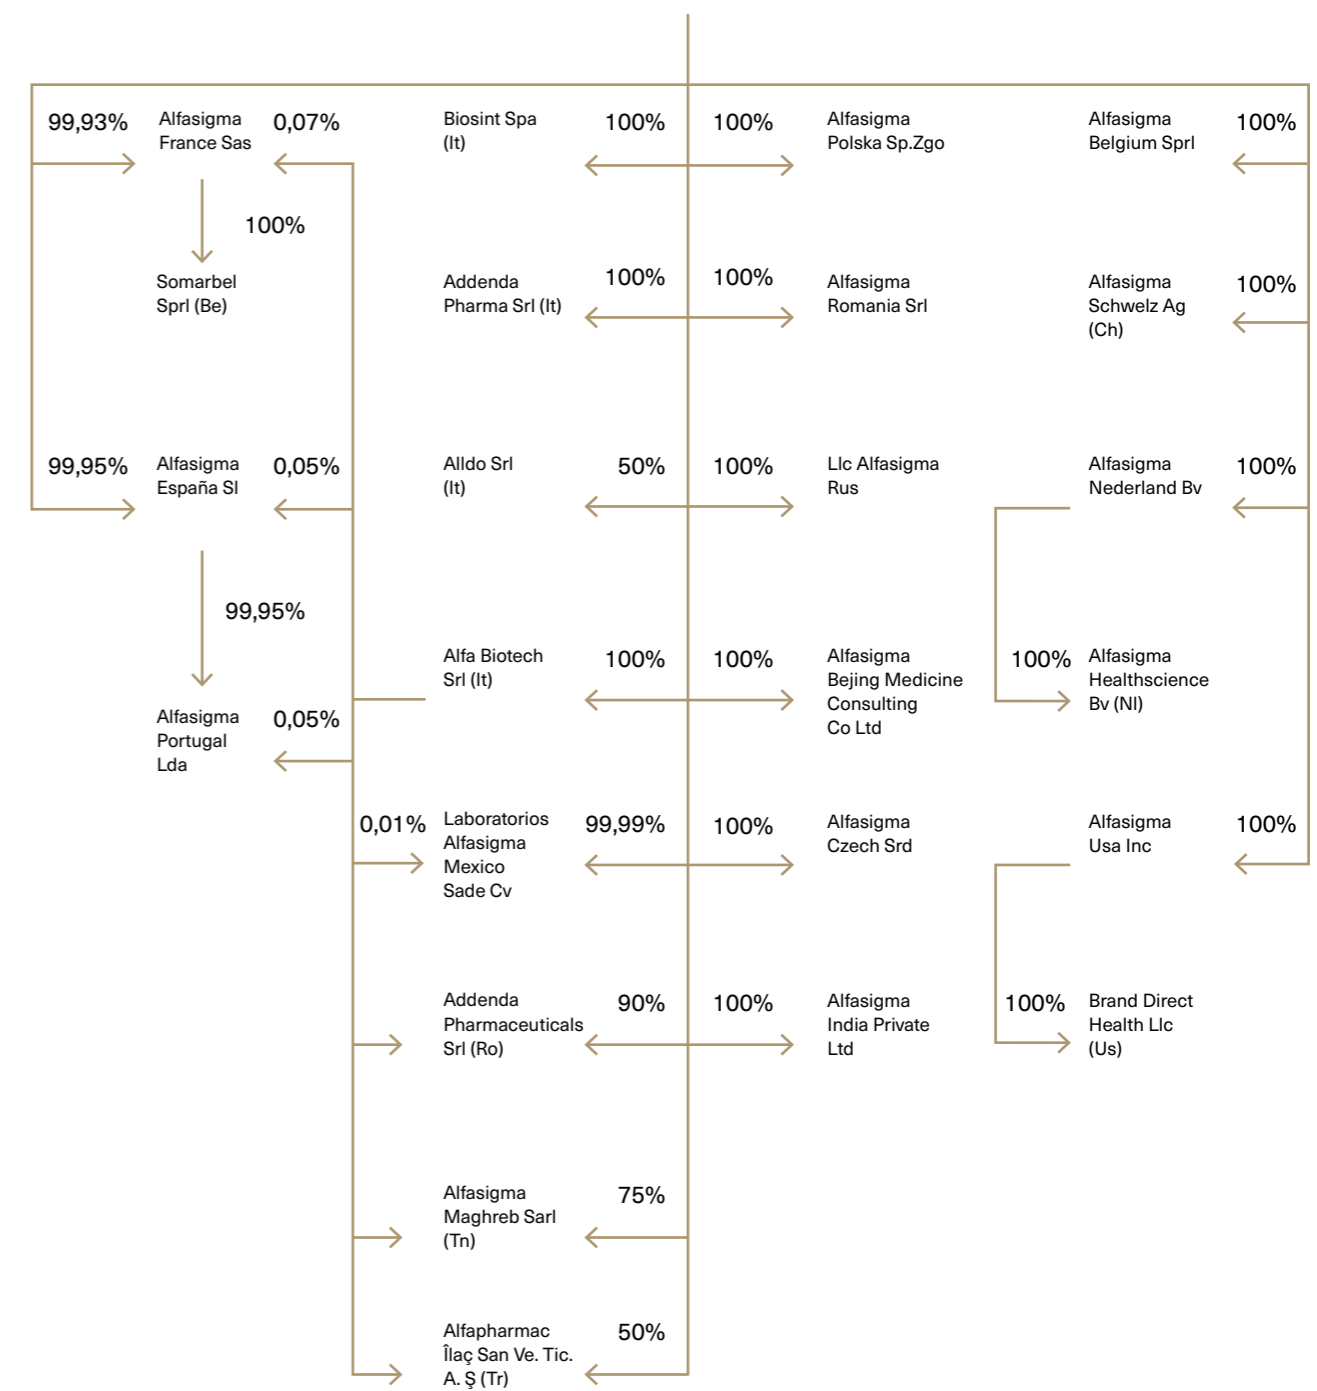 99,93%
Alfasigma
France Sas
0,07%
Biosint Spa
(It)
100%
100%
Alfasigma
Polska Sp.Zgo
Alfasigma
Belgium Sprl
100%
100%
Somarbel
Sprl (Be)
Addenda
Pharma Srl (It)
100%
100%
Alfasigma
Romania Srl
Alfasigma
Schwelz Ag
(Ch)
100%
99,95%
Alfasigma
España Sl
0,05%
Alldo Srl
(It)
50%
100%
Llc Alfasigma
Rus
Alfasigma
Nederland Bv
100%
99,95%
Alfa Biotech
Srl (It)
100%
100%
Alfasigma
Bejing Medicine
Consulting
Co Ltd
100%
Alfasigma
Healthscience
Bv (Nl)
Alfasigma
Portugal
Lda
0,05%
0,01%
Laboratorios
Alfasigma
Mexico
Sade Cv
99,99%
100%
Alfasigma
Czech Srd
Alfasigma
Usa Inc
100%
Addenda
Pharmaceuticals
Srl (Ro)
90%
100%
Alfasigma
India Private
Ltd
100%
Brand Direct
Health Llc
(Us)
Alfasigma
Maghreb Sarl
(Tn)
75%
Alfapharmac
Îlaç San Ve. Tic.
A. Ş (Tr)
50%